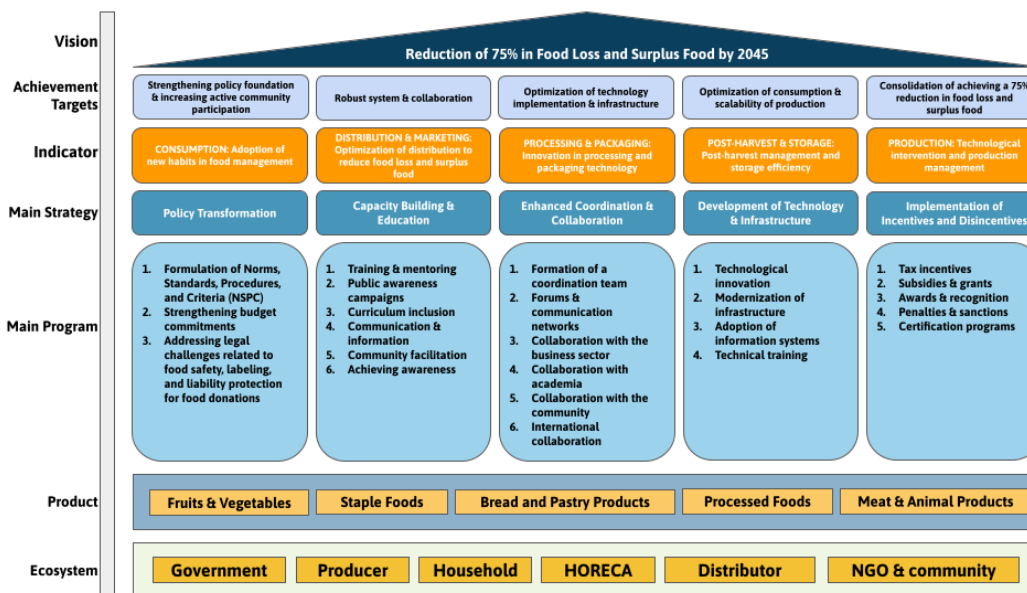 Vision
Reduction of 75% in Food Loss and Surplus Food by 2045
Achievement
Targets
Strengthening policy foundation
& increasing active community
participation
Robust system & collaboration
Optimization of technology
implementation & infrastructure
Optimization of consumption &
scalability of production
Consolidation of achieving a 75%
reduction in food loss and
surplus food
Indicator
CONSUMPTION: Adoption of
new habits in food management
DISTRIBUTION & MARKETING:
Optimization of distribution to
reduce food loss and surplus
food
PROCESSING & PACKAGING:
Innovation in processing and
packaging technology
POST-HARVEST & STORAGE:
Post-harvest management and
storage efficiency
PRODUCTION: Technological
intervention and production
management
Main Strategy
Policy Transformation
Capacity Building &
Education
Enhanced Coordination &
Collaboration
Development of Technology
& Infrastructure
Implementation of
Incentives and Disincentives
Main Program
1. Formulation of Norms,
Standards, Procedures,
and Criteria (NSPC)
2. Strengthening budget
commitments
3. Addressing legal
challenges related to
food safety, labeling,
and liability protection
for food donations
1. Training & mentoring
2. Public awareness
campaigns
3. Curriculum inclusion
4. Communication &
information
5. Community facilitation
6. Achieving awareness
1. Formation of a
coordination team
2. Forums &
communication
networks
3. Collaboration with the
business sector
4. Collaboration with
academia
5. Collaboration with the
community
6. International
collaboration
1. Technological
innovation
2. Modernization of
infrastructure
3. Adoption of
information systems
4. Technical training
1. Tax incentives
2. Subsidies & grants
3. Awards & recognition
4. Penalties & sanctions
5. Certification programs
Product
Fruits & Vegetables
Staple Foods
Bread and Pastry Products
Processed Foods
Meat & Animal Products
Ecosystem
Government
Producer
Household
HORECA
Distributor
NGO & community